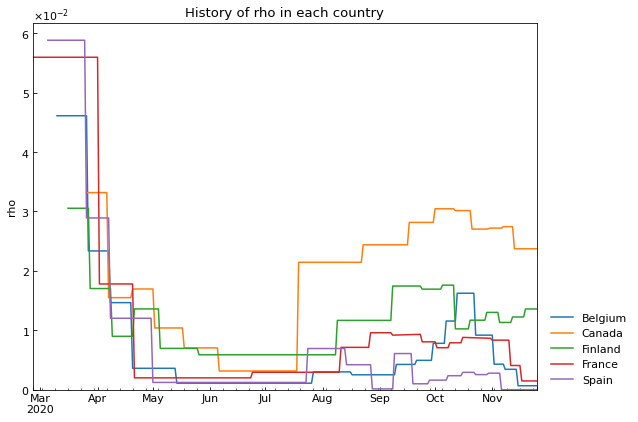 History of rho in each country
×10⁻²
6
5
4
3
2
1
0
rho
Mar Apr May Jun Jul Aug Sep Oct Nov
2020
Belgium
Canada
Finland
France
Spain